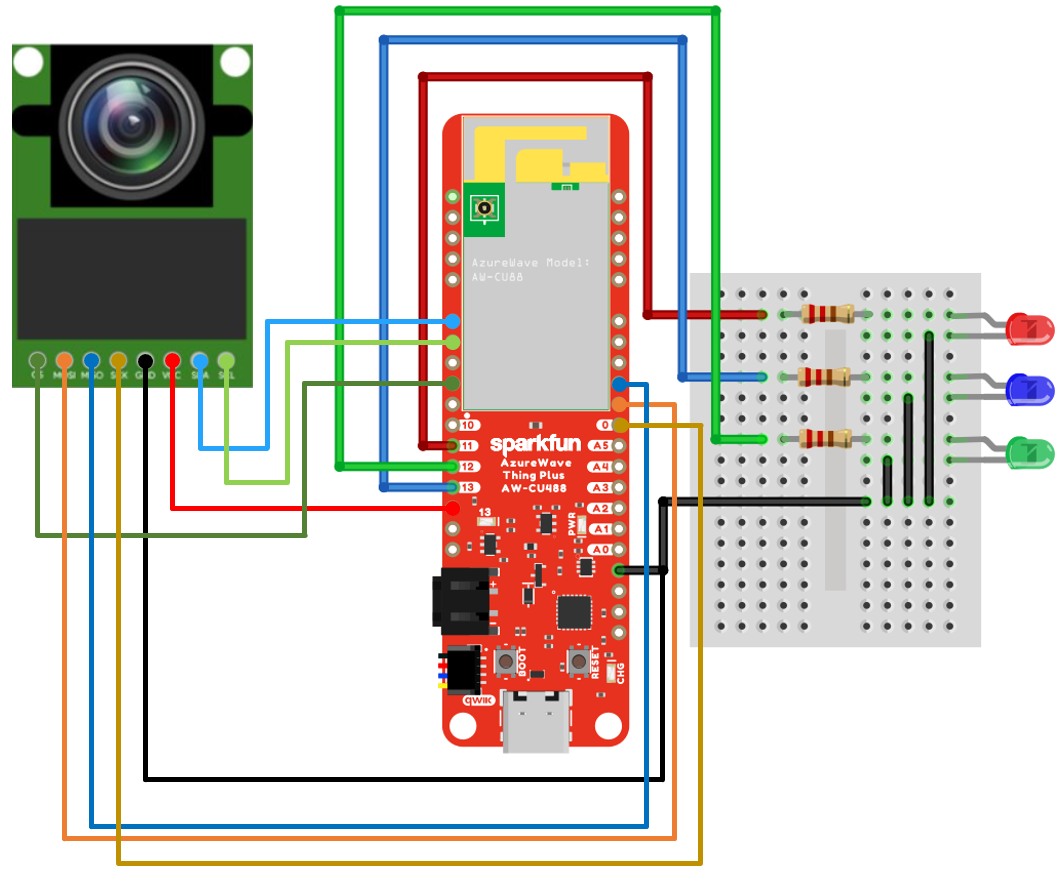 AzureWave Model:
AW-CU88
CS MOSI MISO SCK GND VCC SDA SCL
10
0
sparkfun
11
A5
AzureWave
12
A4
Thing Plus
13
A3
AW-CU488
A2
13
PWR
A1
A0
+
BOOT
RESET
CHG
qwiic